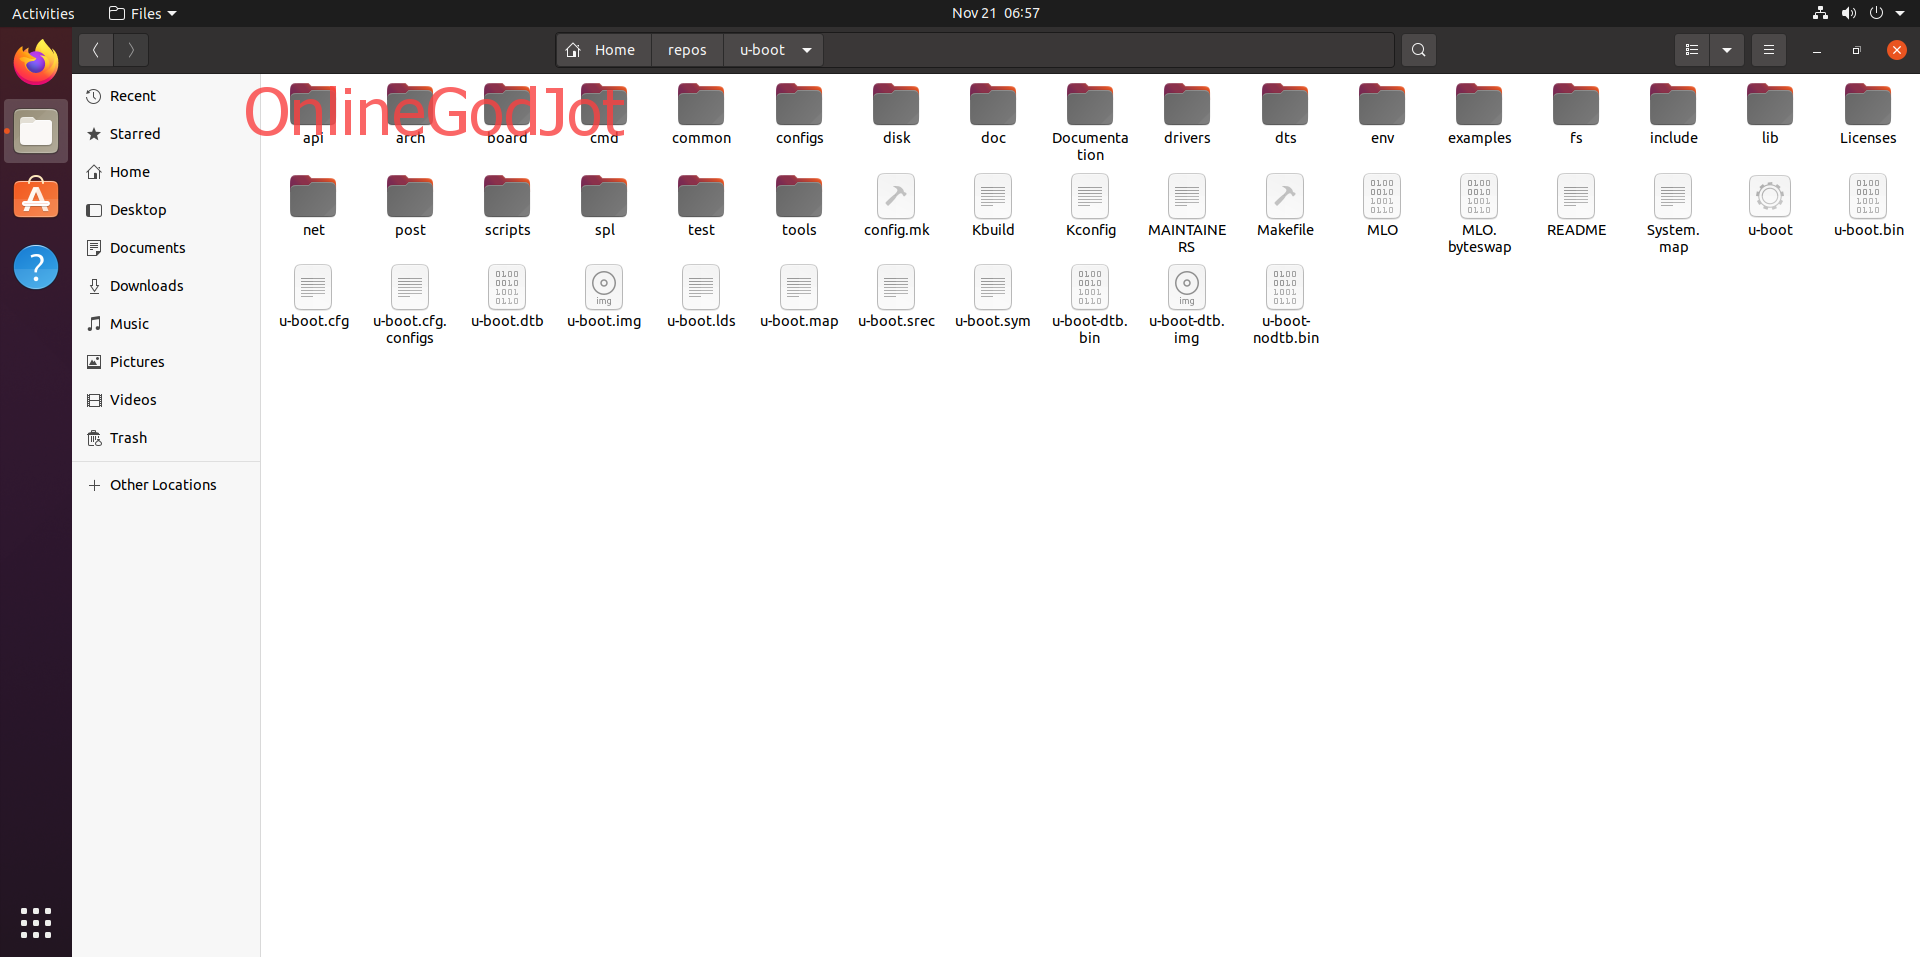 Activities Files Nov 21 06:57
Home repos u-boot
Recent
Starred
Home
Desktop
Documents
Downloads
Music
Pictures
Videos
Trash
Other Locations
OnlineGodJot
api arch board cmd common configs disk doc Documenta drivers dts env examples fs include lib Licenses
tion
net post scripts spl test tools config.mk Kbuild Kconfig MAINTAINE Makefile MLO MLO. README System. u-boot u-boot.bin
RS byteswap map
u-boot.cfg u-boot.cfg. u-boot.dtb u-boot.img u-boot.lds u-boot.map u-boot.srec u-boot.sym u-boot-dtb. u-boot-dtb. u-boot-
configs bin img nodtb.bin